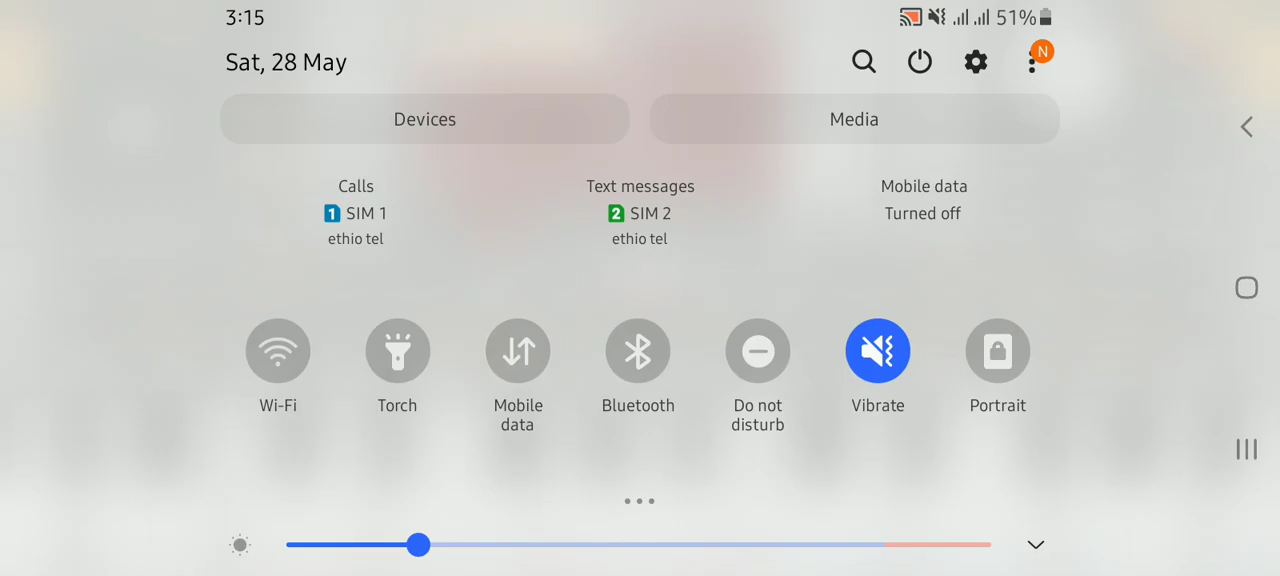 3:15
51%
Sat, 28 May
N
Devices
Media
Calls
1 SIM 1
ethio tel
Text messages
2 SIM 2
ethio tel
Mobile data
Turned off
Wi-Fi
Torch
Mobile
data
Bluetooth
Do not
disturb
Vibrate
Portrait